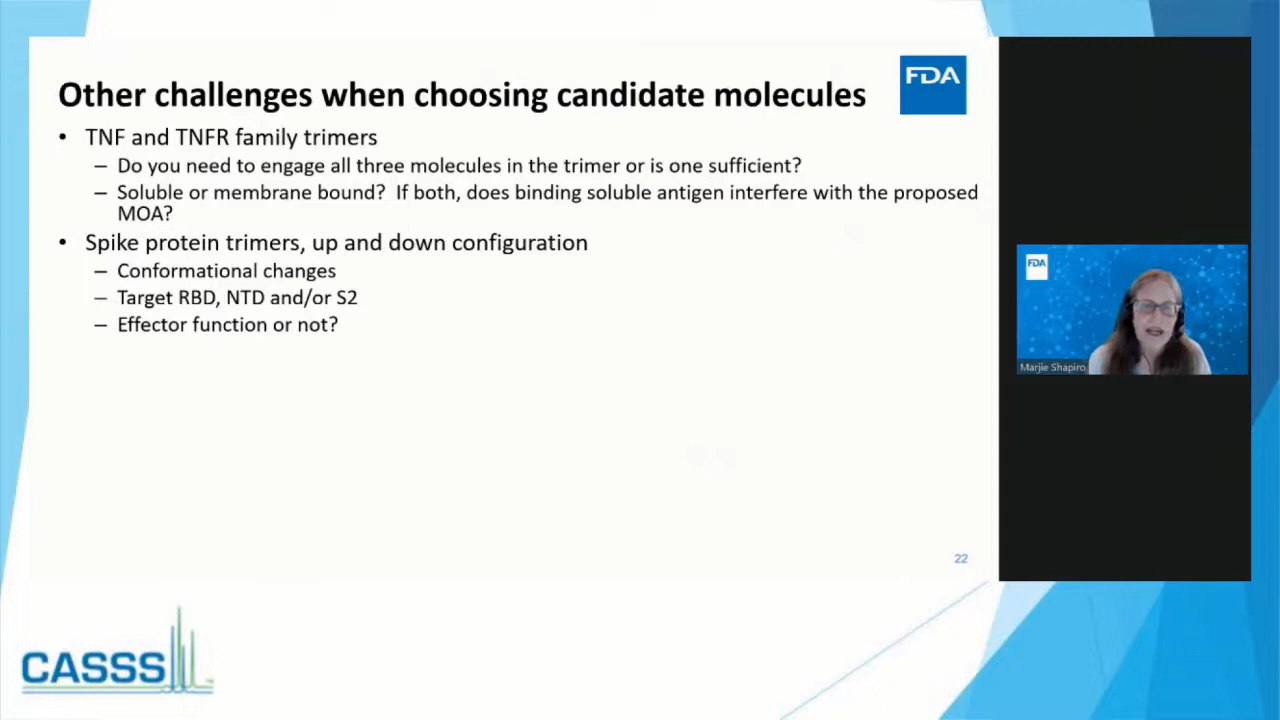 Other challenges when choosing candidate molecules
FDA
• TNF and TNFR family trimers
– Do you need to engage all three molecules in the trimer or is one sufficient?
– Soluble or membrane bound? If both, does binding soluble antigen interfere with the proposed
MOA?
• Spike protein trimers, up and down configuration
– Conformational changes
– Target RBD, NTD and/or S2
– Effector function or not?
FDA
Marjie Shapiro
22
CASSS